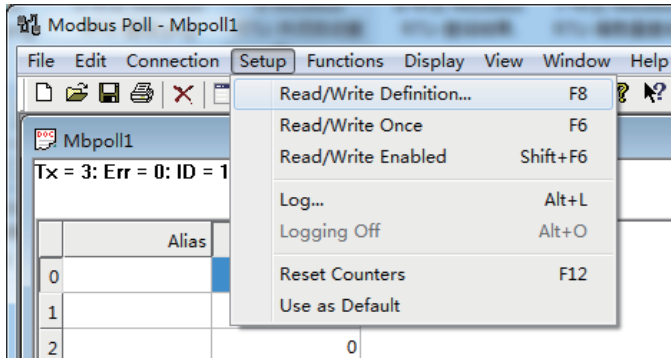 Modbus Poll - Mbpoll1
File Edit Connection Setup Functions Display View Window Help
Read/Write Definition... F8
Read/Write Once F6
Read/Write Enabled Shift+F6
Log... Alt+L
Logging Off Alt+O
Reset Counters F12
Use as Default
Mbpoll1
Tx = 3: Err = 0: ID = 1
Alias
0
1
2 0